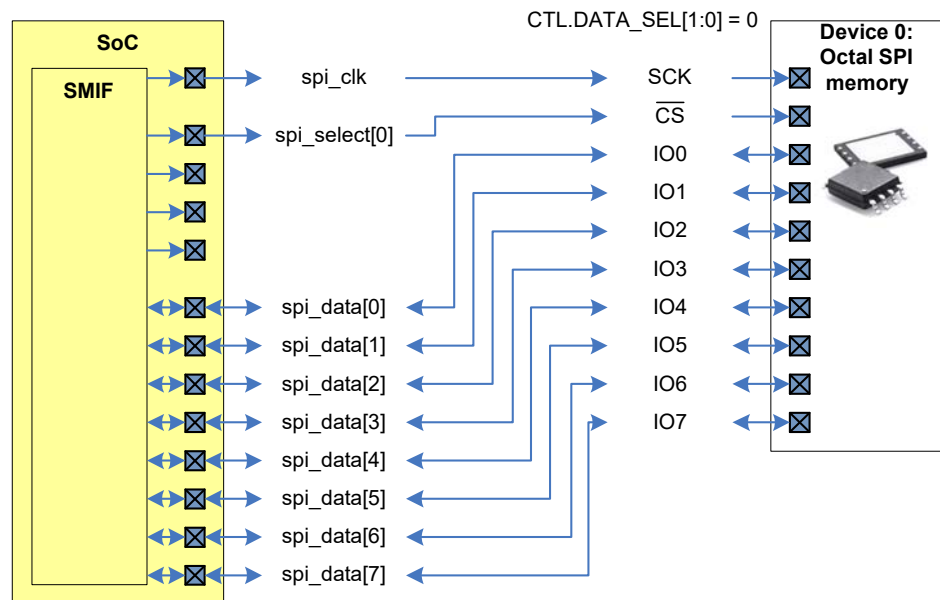 CTL.DATA_SEL[1:0] = 0
SoC
SMIF
Device 0:
Octal SPI
memory
spi_clk
SCK
spi_select[0]
CS
IO0
IO1
IO2
IO3
spi_data[0]
IO4
spi_data[1]
IO5
spi_data[2]
IO6
spi_data[3]
IO7
spi_data[4]
spi_data[5]
spi_data[6]
spi_data[7]